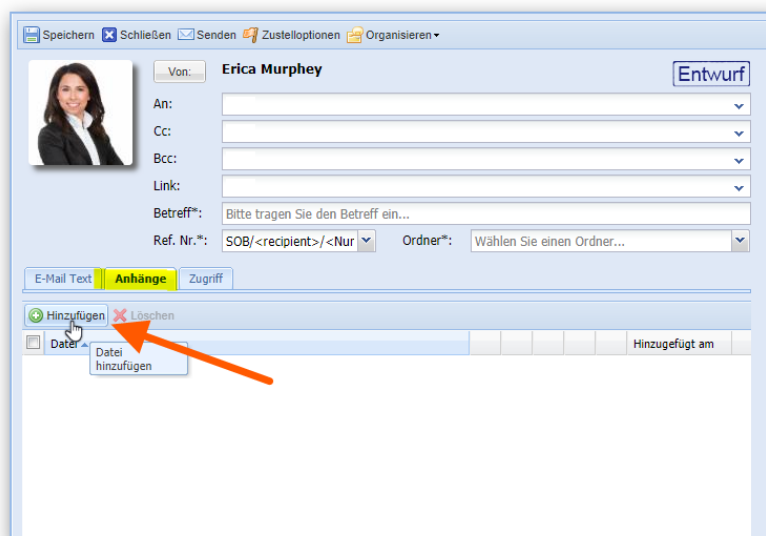 Speichern Schließen Senden Zustelloptionen Organisieren
Von: Erica Murphey Entwurf
An:
Cc:
Bcc:
Link:
Betreff*: Bitte tragen Sie den Betreff ein...
Ref. Nr.*: SOB/<recipient>/<Nur Ordner*: Wählen Sie einen Ordner...
E-Mail Text Anhänge Zugriff
Hinzufügen Löschen
Datei Hinzugefügt am
Datei
hinzufügen